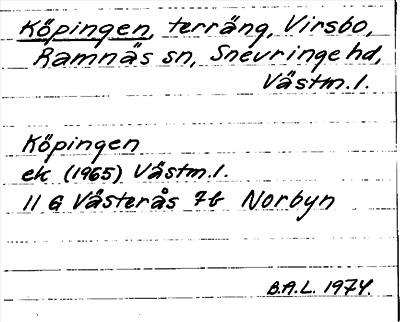 Köpingen, terräng, Virsbo,
Ramnäs sn, Snevringe hd,
Västm. l.
Köpingen
ek (1965) Västm. l.
11 G Västerås 7b Norbyn
B.A.L. 1974.